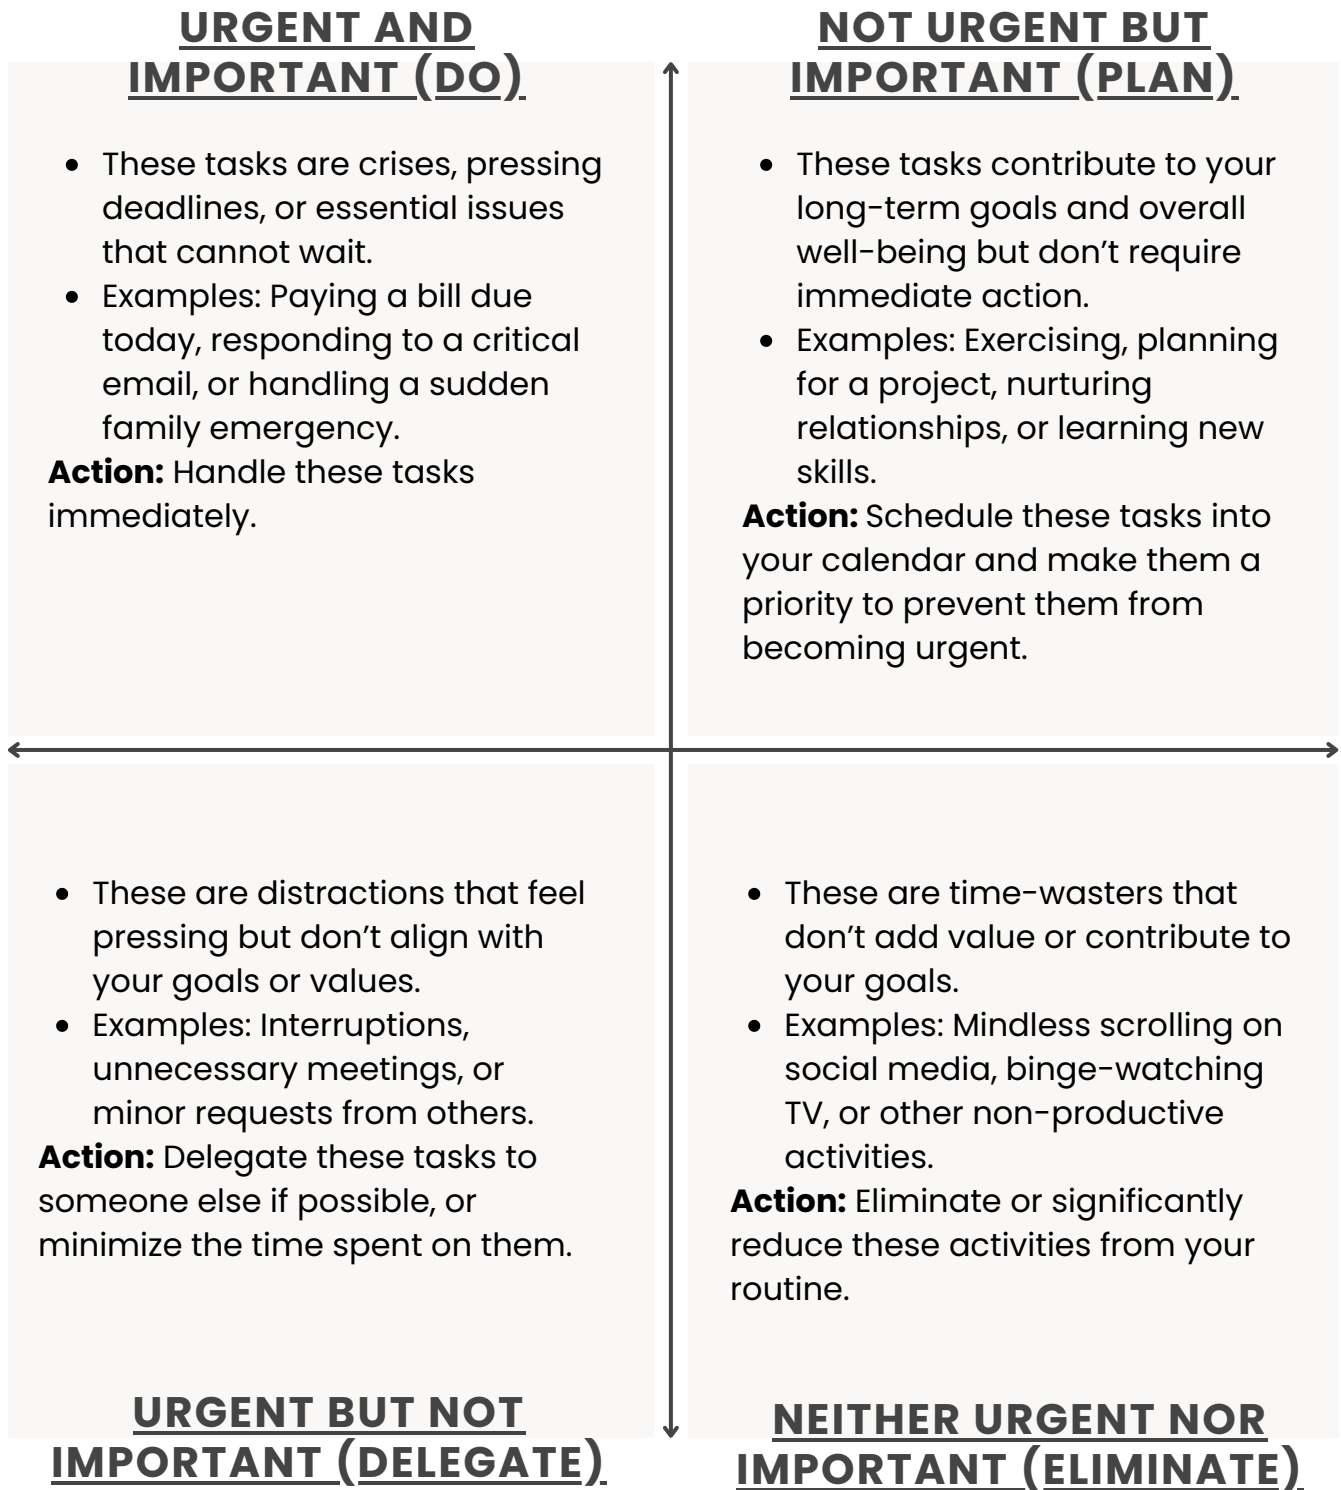 URGENT AND
IMPORTANT (DO)
These tasks are crises, pressing
deadlines, or essential issues
that cannot wait.
Examples: Paying a bill due
today, responding to a critical
email, or handling a sudden
family emergency.
Action: Handle these tasks
immediately.
NOT URGENT BUT
IMPORTANT (PLAN)
These tasks contribute to your
long-term goals and overall
well-being but don’t require
immediate action.
Examples: Exercising, planning
for a project, nurturing
relationships, or learning new
skills.
Action: Schedule these tasks into
your calendar and make them a
priority to prevent them from
becoming urgent.
These are distractions that feel
pressing but don’t align with
your goals or values.
Examples: Interruptions,
unnecessary meetings, or
minor requests from others.
Action: Delegate these tasks to
someone else if possible, or
minimize the time spent on them.
URGENT BUT NOT
IMPORTANT (DELEGATE)
These are time-wasters that
don’t add value or contribute to
your goals.
Examples: Mindless scrolling on
social media, binge-watching
TV, or other non-productive
activities.
Action: Eliminate or significantly
reduce these activities from your
routine.
NEITHER URGENT NOR
IMPORTANT (ELIMINATE)